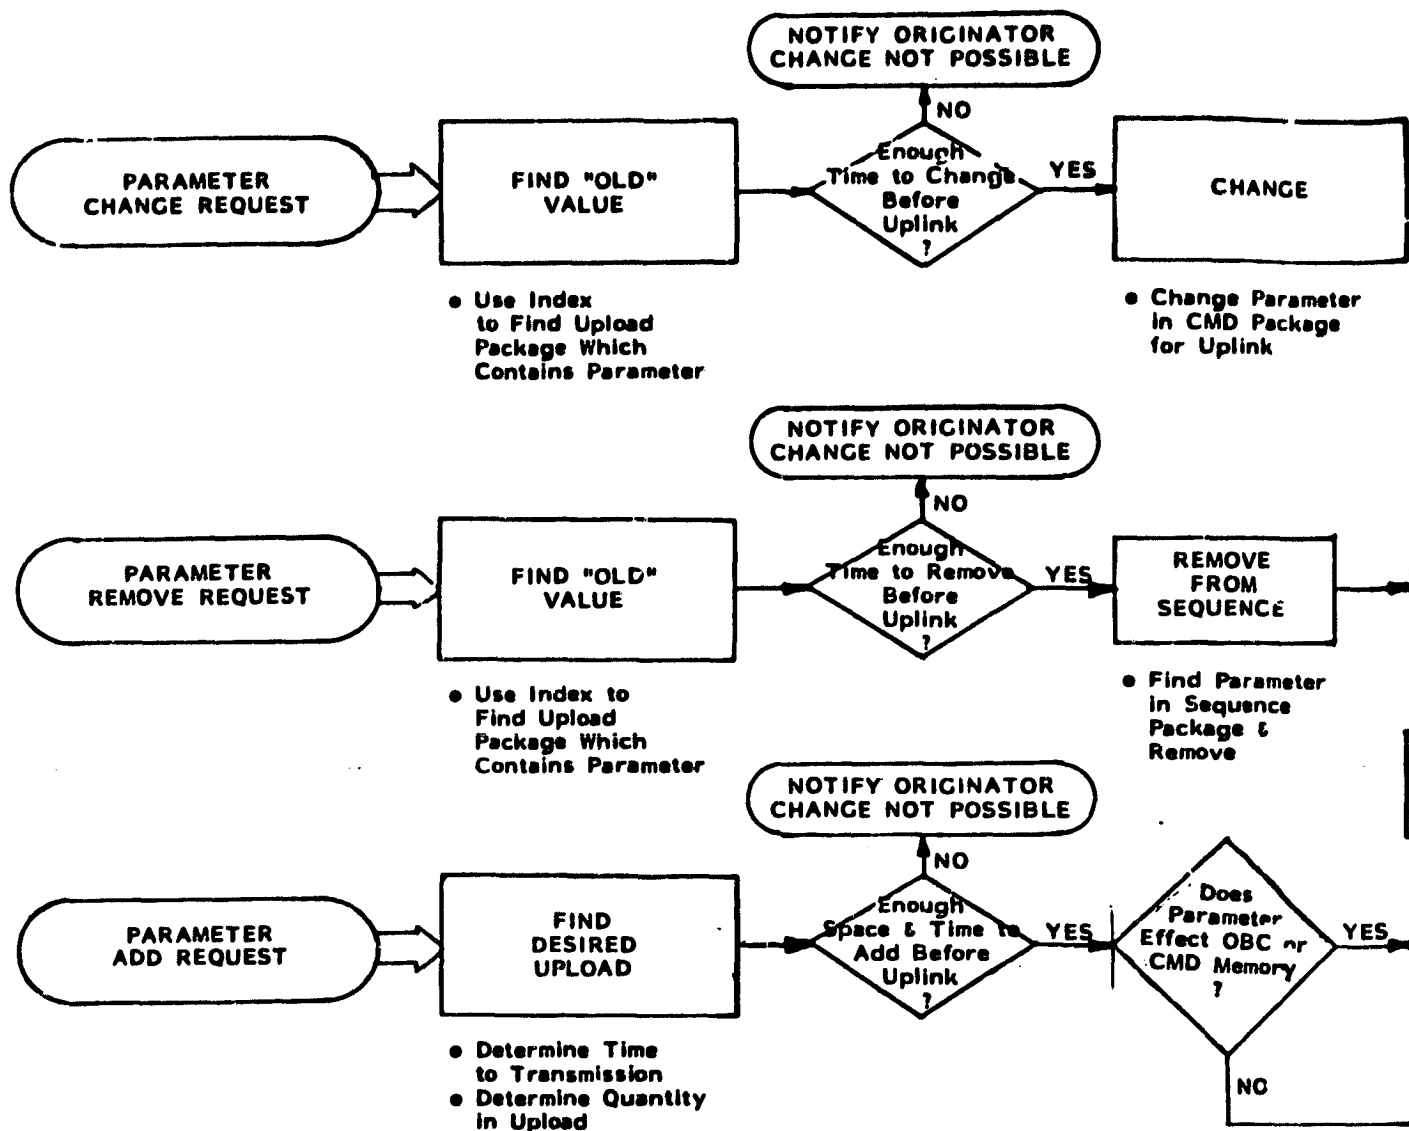 NOTIFY ORIGINATOR
CHANGE NOT POSSIBLE
NO
PARAMETER
CHANGE REQUEST
FIND "OLD"
VALUE
Enough
Time to Change
Before
Uplink
?
YES
CHANGE
• Use Index
to Find Upload
Package Which
Contains Parameter
• Change Parameter
in CMD Package
for Uplink
NOTIFY ORIGINATOR
CHANGE NOT POSSIBLE
NO
PARAMETER
REMOVE REQUEST
FIND "OLD"
VALUE
Enough
Time to Remove
Before
Uplink
?
YES
REMOVE
FROM
SEQUENCE
• Use Index to
Find Upload
Package Which
Contains Parameter
• Find Parameter
in Sequence
Package &
Remove
NOTIFY ORIGINATOR
CHANGE NOT POSSIBLE
NO
PARAMETER
ADD REQUEST
FIND
DESIRED
UPLOAD
Enough
Space & Time to
Add Before
Uplink
?
YES
Does
Parameter
Effect OBC or
CMD Memory
?
YES
NO
• Determine Time
to Transmission
• Determine Quantity
in Upload